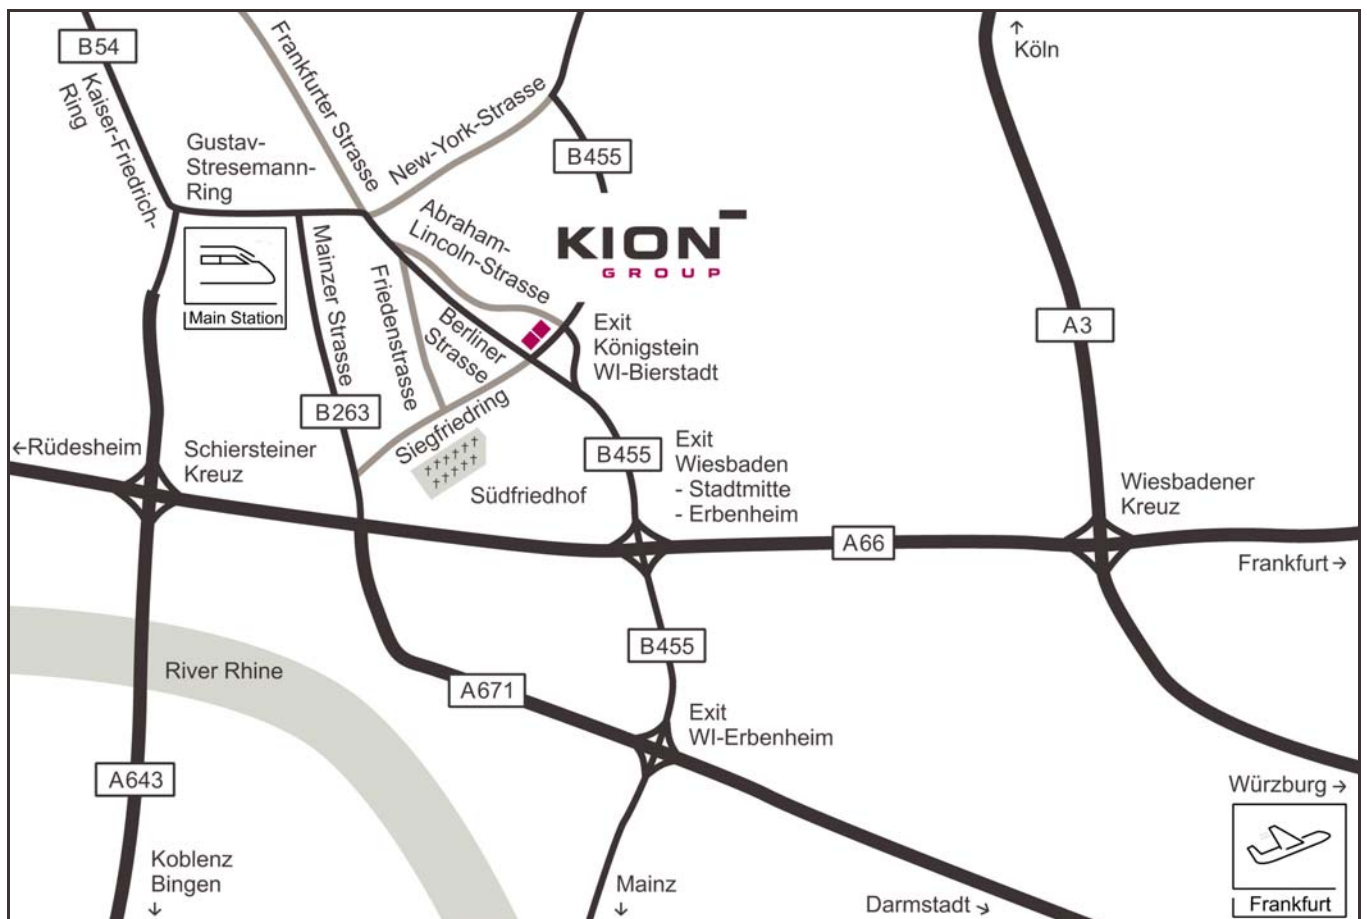 B54
Kaiser-Friedrich-
Ring
Frankfurter Strasse
New-York-Strasse
B455
↑
Köln
Gustav-
Stresemann-
Ring
Mainzer Strasse
Main Station
Abraham-
Lincoln-Strasse
KION
GROUP
Friedenstrasse
Berliner
Strasse
Exit
Königstein
WI-Bierstadt
A3
B263
Siegfriedring
←Rüdesheim
Schiersteiner
Kreuz
Südfriedhof
B455
Exit
Wiesbaden
- Stadtmitte
- Erbenheim
Wiesbadener
Kreuz
A66
Frankfurt →
River Rhine
B455
A671
Exit
WI-Erbenheim
A643
Würzburg →
Koblenz
Bingen
↓
Mainz
↓
Darmstadt ↘
Frankfurt